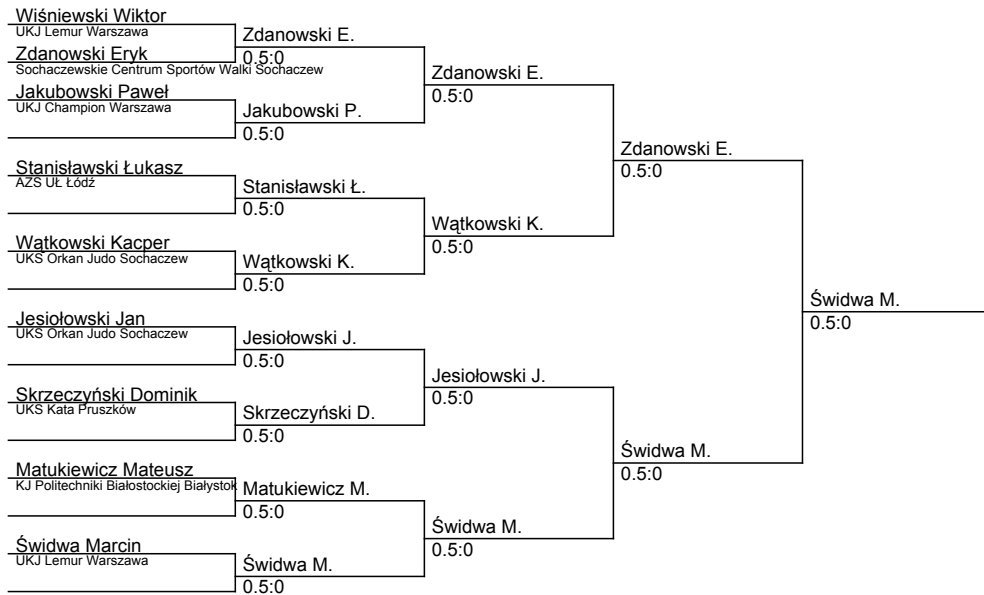 Wiśniewski Wiktor
UKJ Lemur Warszawa
Zdanowski Eryk
Sochaczewskie Centrum Sportów Walki Sochaczew
Jakubowski Paweł
UKJ Champion Warszawa
Stanisławski Łukasz
AZS UŁ Łódź
Wątkowski Kacper
UKS Orkan Judo Sochaczew
Jesiołowski Jan
UKS Orkan Judo Sochaczew
Skrzeczyński Dominik
UKS Kata Pruszków
Matukiewicz Mateusz
KJ Politechniki Białostockiej Białystok
Świdwa Marcin
UKJ Lemur Warszawa
Zdanowski E.
0.5:0
Jakubowski P.
0.5:0
Stanisławski Ł.
0.5:0
Wątkowski K.
0.5:0
Jesiołowski J.
0.5:0
Skrzeczyński D.
0.5:0
Matukiewicz M.
0.5:0
Świdwa M.
0.5:0
Zdanowski E.
0.5:0
Wątkowski K.
0.5:0
Jesiołowski J.
0.5:0
Świdwa M.
0.5:0
Zdanowski E.
0.5:0
Świdwa M.
0.5:0
Świdwa M.
0.5:0